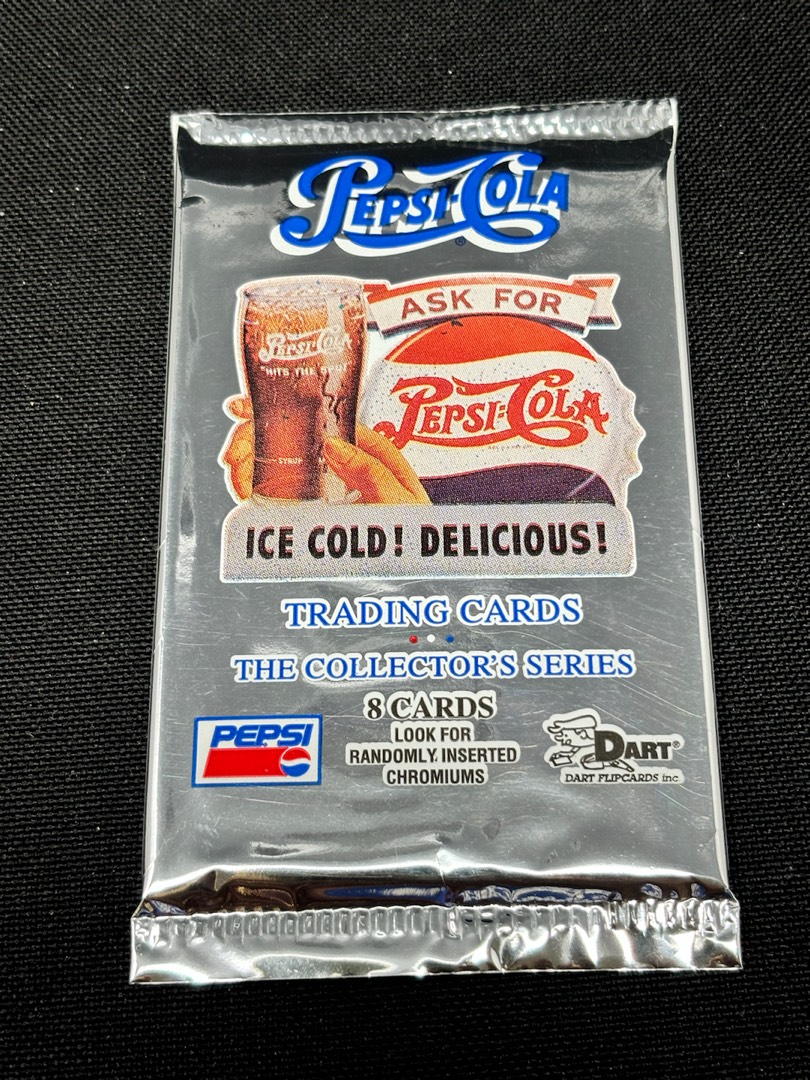 PEPSI-COLA
®
ASK FOR
PEPSI-COLA
"HITS THE SPOT"
SYRUP
PEPSI:COLA
ICE COLD! DELICIOUS!
TRADING CARDS
THE COLLECTOR'S SERIES
8 CARDS
LOOK FOR
RANDOMLY INSERTED
CHROMIUMS
PEPSI
DART®
DART FLIPCARDS inc.